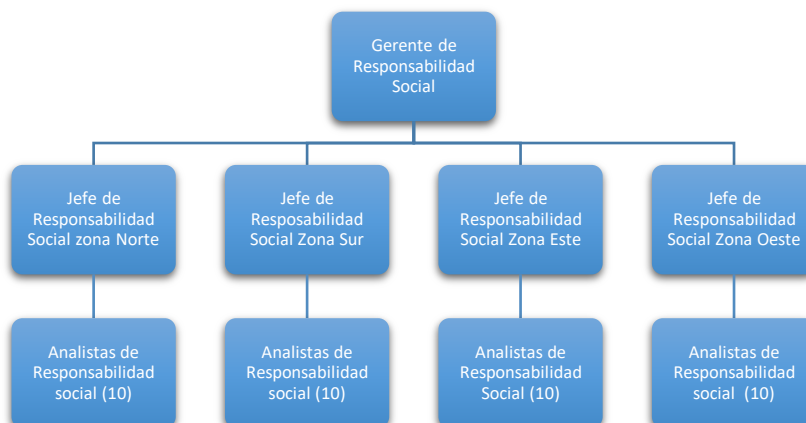 Gerente de
Responsabilidad
Social
Jefe de
Responsabilidad
Social zona Norte
Jefe de
Resposabilidad
Social Zona Sur
Jefe de
Responsabilidad
Social Zona Este
Jefe de
Responsabilidad
Social Zona Oeste
Analistas de
Responsabilidad
social (10)
Analistas de
Responsabilidad
social (10)
Analistas de
Responsabilidad
Social (10)
Analistas de
Responsabilidad
social  (10)